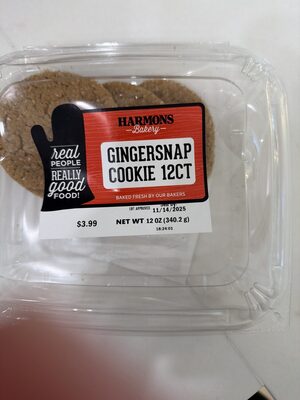 HARMONS
Bakery
real
PEOPLE
REALLY
good
FOOD!
GINGERSNAP
COOKIE 12CT
BAKED FRESH BY OUR BAKERS
11/14/2025
$3.99
NET WT 12 OZ (340.2g)